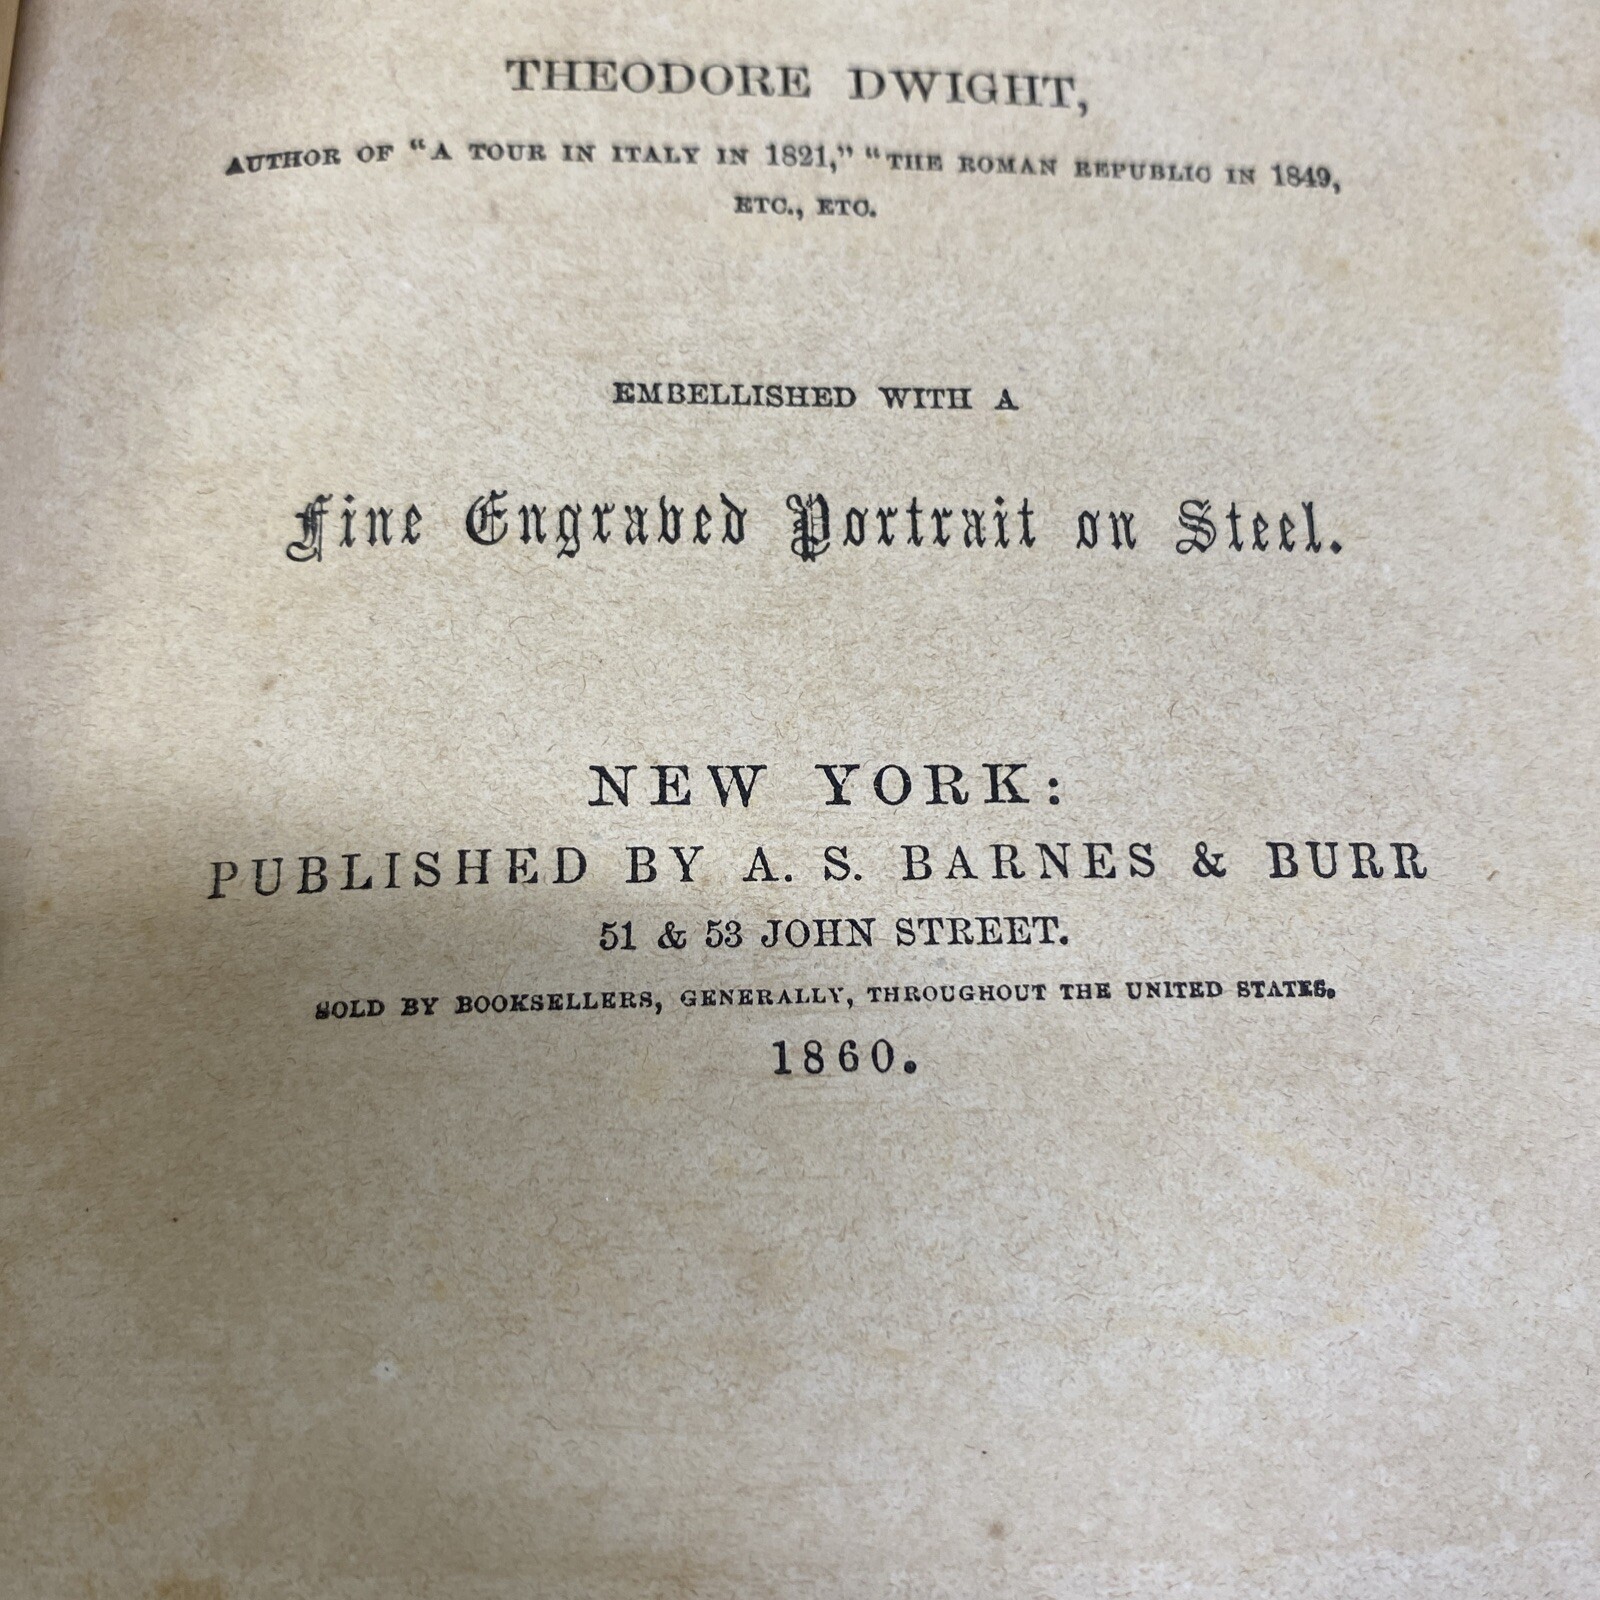 THEODORE DWIGHT,
AUTHOR OF "A TOUR IN ITALY IN 1821," "THE ROMAN REPUBLIC IN 1849,
ETC., ETC.
EMBELLISHED WITH A
Fine Engraved Portrait on Steel.
NEW YORK:
PUBLISHED BY A. S. BARNES & BURR
51 & 53 JOHN STREET.
SOLD BY BOOKSELLERS, GENERALLY, THROUGHOUT THE UNITED STATES.
1860.